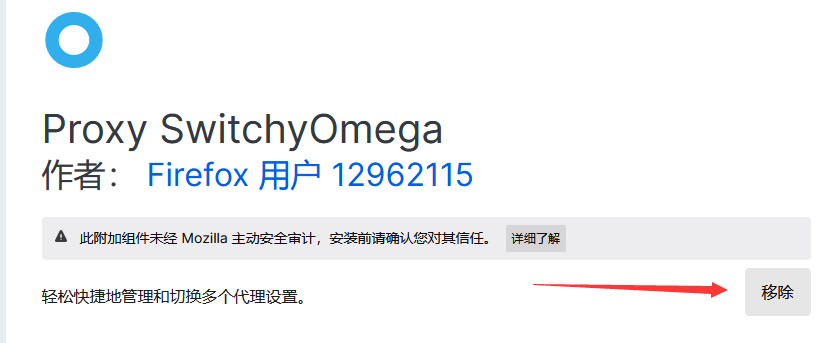 Proxy SwitchyOmega
作者： Firefox 用户 12962115
此附加组件未经 Mozilla 主动安全审计，安装前请确认您对其信任。 详细了解
轻松快捷地管理和切换多个代理设置。
移除